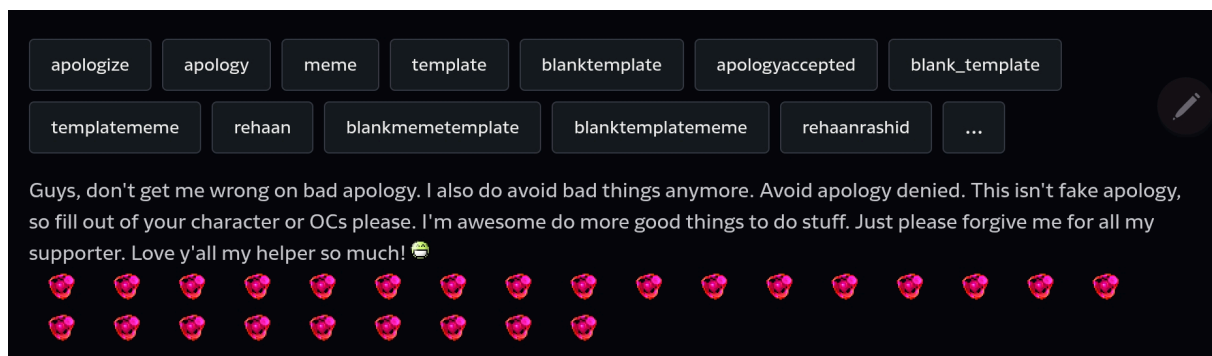 apologize apology meme template blanktemplate apologyaccepted blank_template
templatememe rehaan blankmemetemplate blanktemplatememe rehaanrashid ...
Guys, don't get me wrong on bad apology. I also do avoid bad things anymore. Avoid apology denied. This isn't fake apology,
so fill out of your character or OCs please. I'm awesome do more good things to do stuff. Just please forgive me for all my
supporter. Love y'all my helper so much!